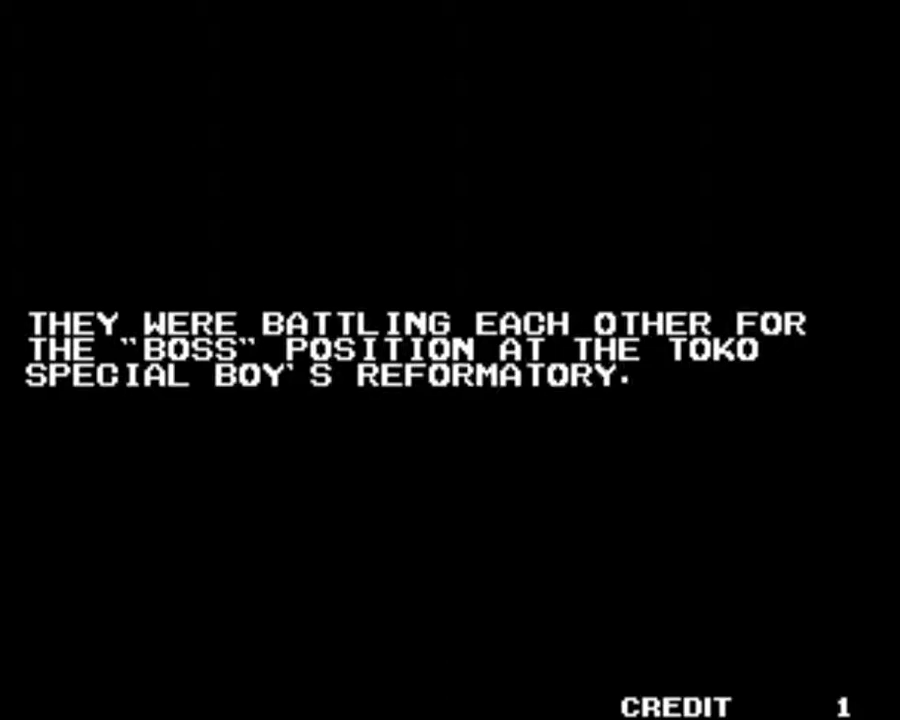 THEY WERE BATTLING EACH OTHER FOR
THE "BOSS" POSITION AT THE TOKO
SPECIAL BOY'S REFORMATORY.
CREDIT 1